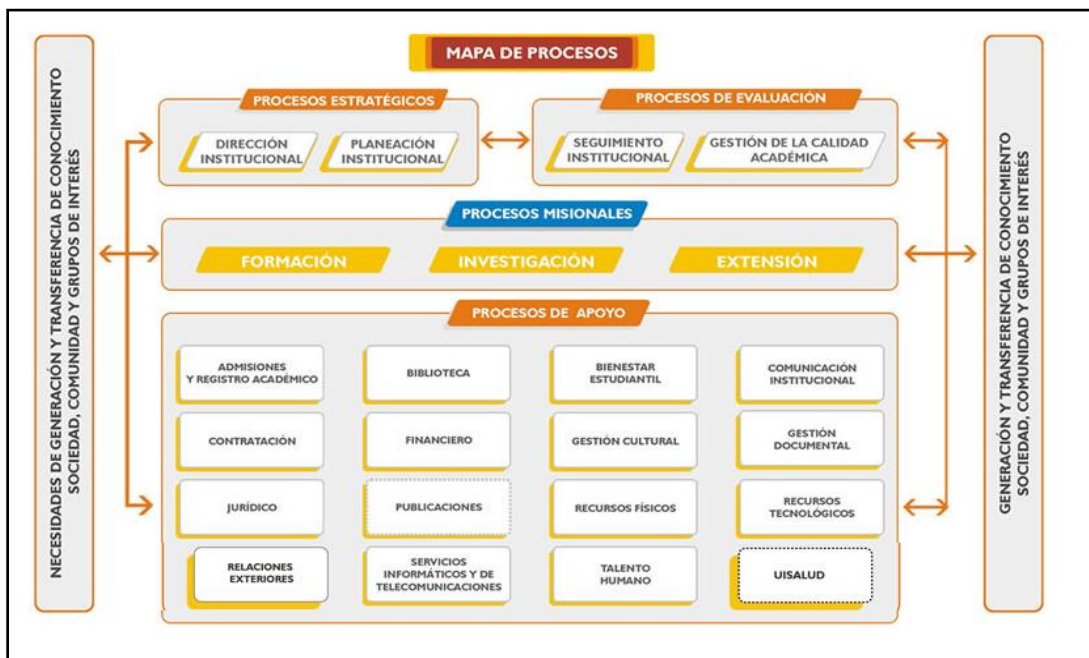 MAPA DE PROCESOS
NECESIDADES DE GENERACIÓN Y TRANSFERENCIA DE CONOCIMIENTO
SOCIEDAD, COMUNIDAD Y GRUPOS DE INTERÉS
PROCESOS ESTRATÉGICOS
DIRECCIÓN
INSTITUCIONAL
PLANEACIÓN
INSTITUCIONAL
PROCESOS DE EVALUACIÓN
SEGUIMIENTO
INSTITUCIONAL
GESTIÓN DE LA CALIDAD
ACADÉMICA
PROCESOS MISIONALES
FORMACIÓN
INVESTIGACIÓN
EXTENSIÓN
PROCESOS DE APOYO
ADMISIONES
Y REGISTRO ACADÉMICO
BIBLIOTECA
BIENESTAR
ESTUDIANTIL
COMUNICACIÓN
INSTITUCIONAL
CONTRATACIÓN
FINANCIERO
GESTIÓN CULTURAL
GESTIÓN
DOCUMENTAL
JURÍDICO
PUBLICACIONES
RECURSOS FÍSICOS
RECURSOS
TECNOLÓGICOS
RELACIONES
EXTERIORES
SERVICIOS
INFORMÁTICOS Y DE
TELECOMUNICACIONES
TALENTO
HUMANO
UISALUD
GENERACIÓN Y TRANSFERENCIA DE CONOCIMIENTO
SOCIEDAD, COMUNIDAD Y GRUPOS DE INTERÉS